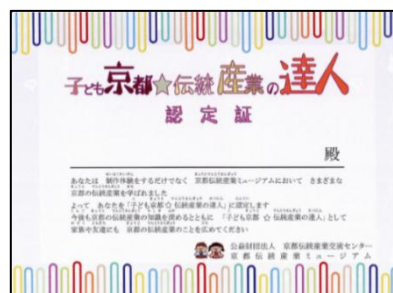 子ども京都☆伝統産業の達人
認定証
殿
あなたは 制作体験をするだけでなく 京都伝統産業ミュージアムにおいて さまざまな
京都の伝統産業を学ばれました
よって あなたを「子ども京都☆伝統産業の達人」に認定します
今後も京都の伝統産業の知識を深めるとともに 「子ども京都 ☆ 伝統産業の達人」として
家族や友達にも 京都の伝統産業のことを広めてください
公益財団法人 京都伝統産業交流センター
京都伝統産業ミュージアム